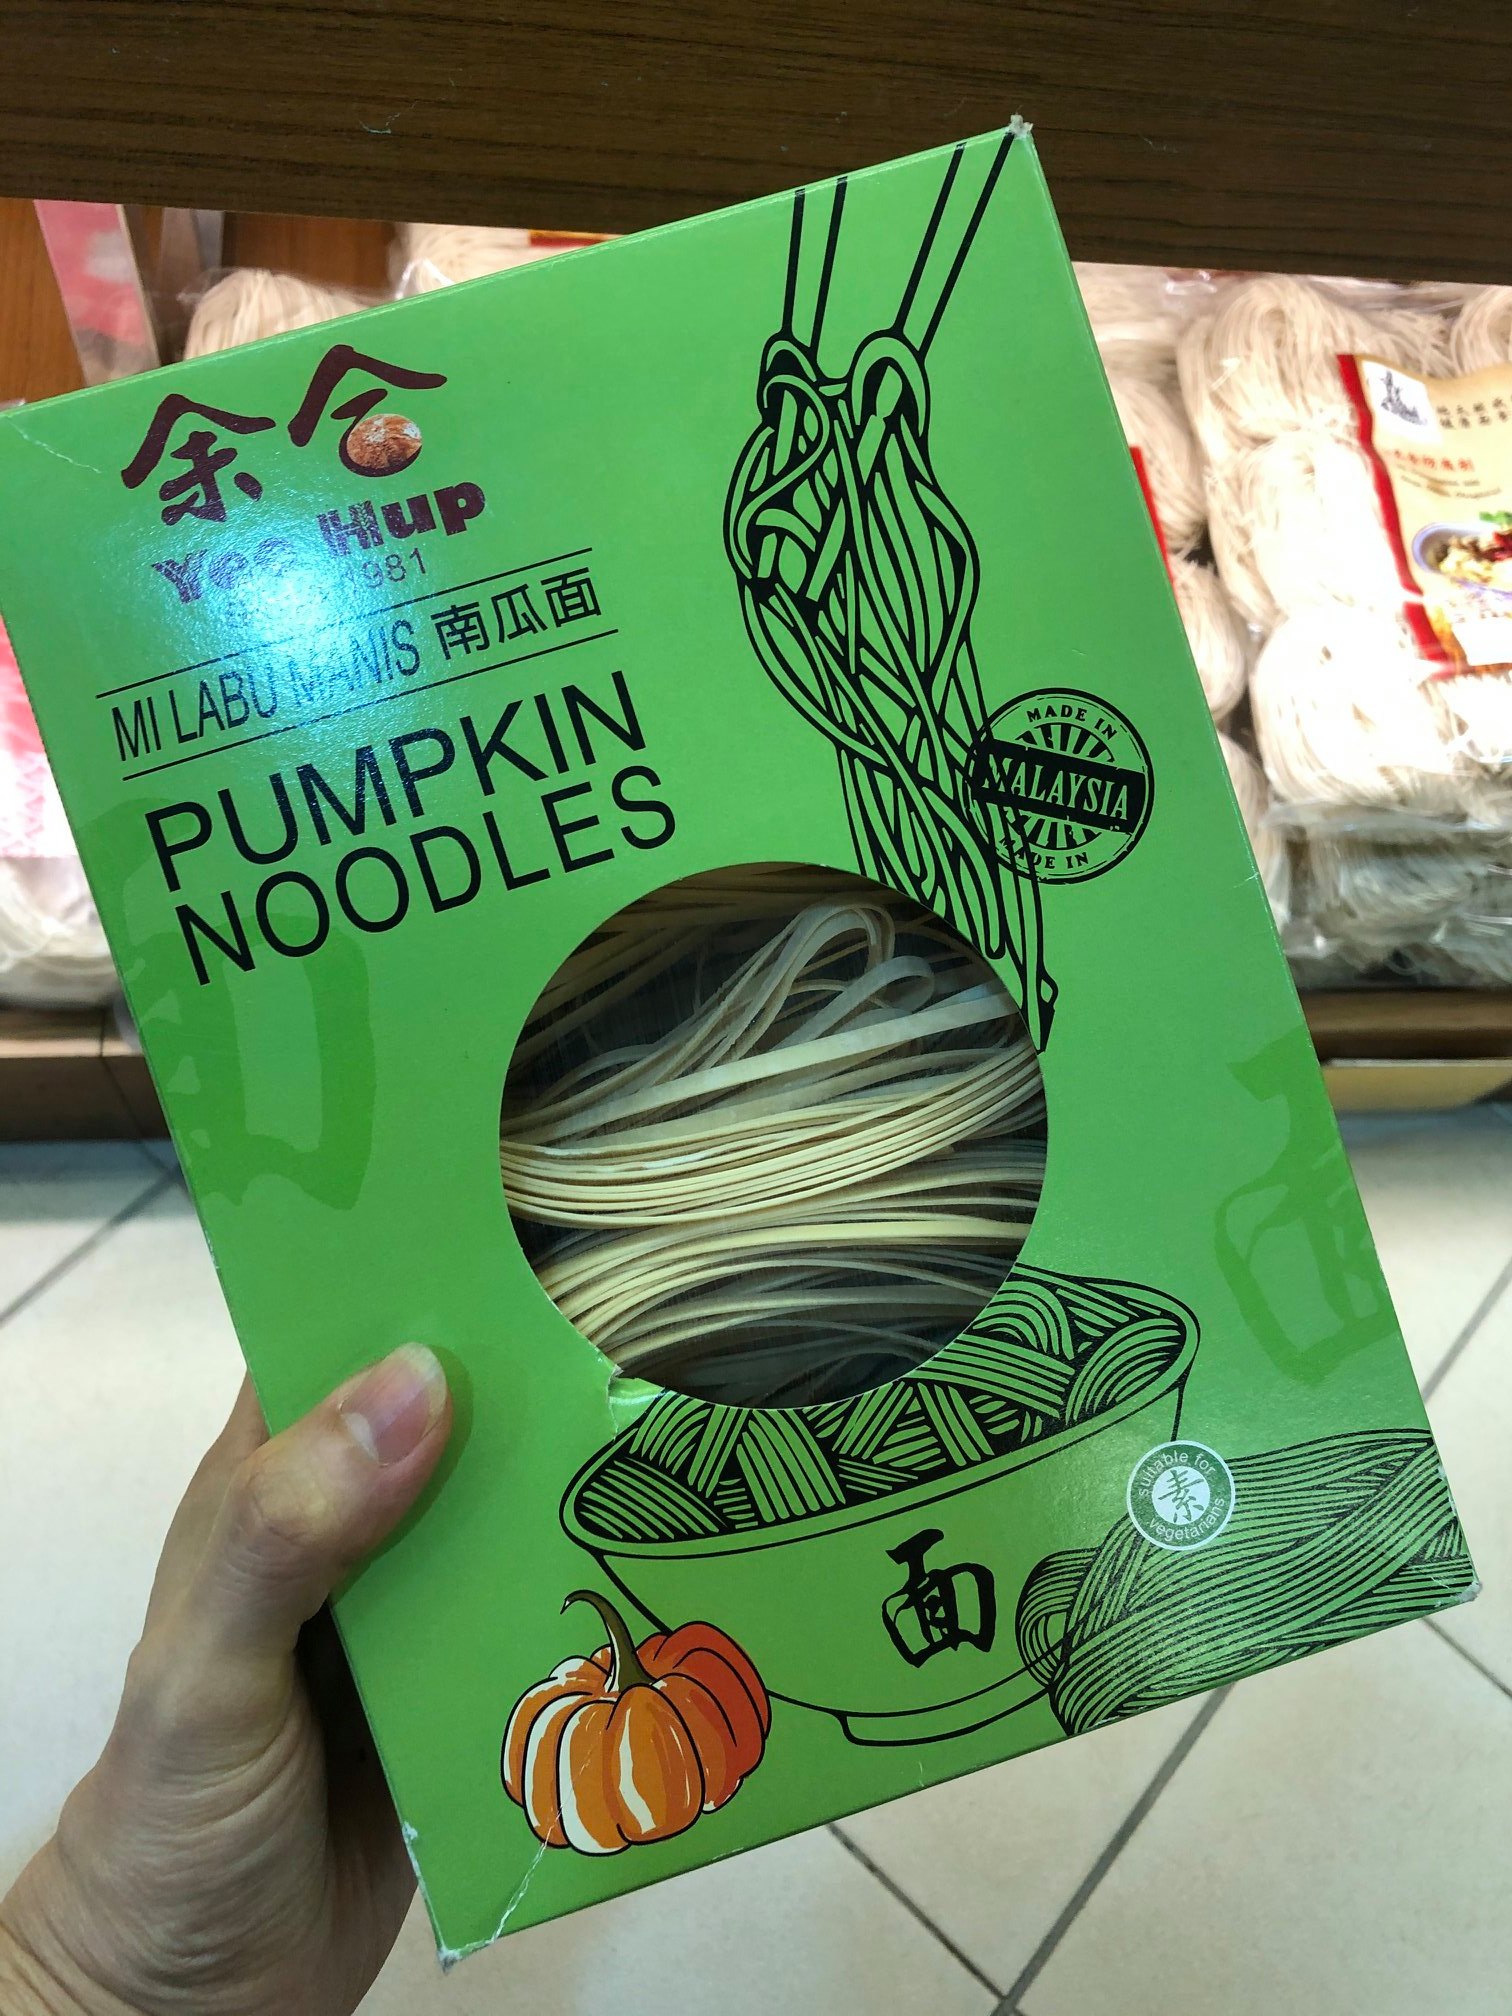 余合
Yee Hup
1981
MI LABU MANIS 南瓜面
PUMPKIN
NOODLES
MADE IN
MALAYSIA
MADE IN
suitable for
素
vegetarians
面